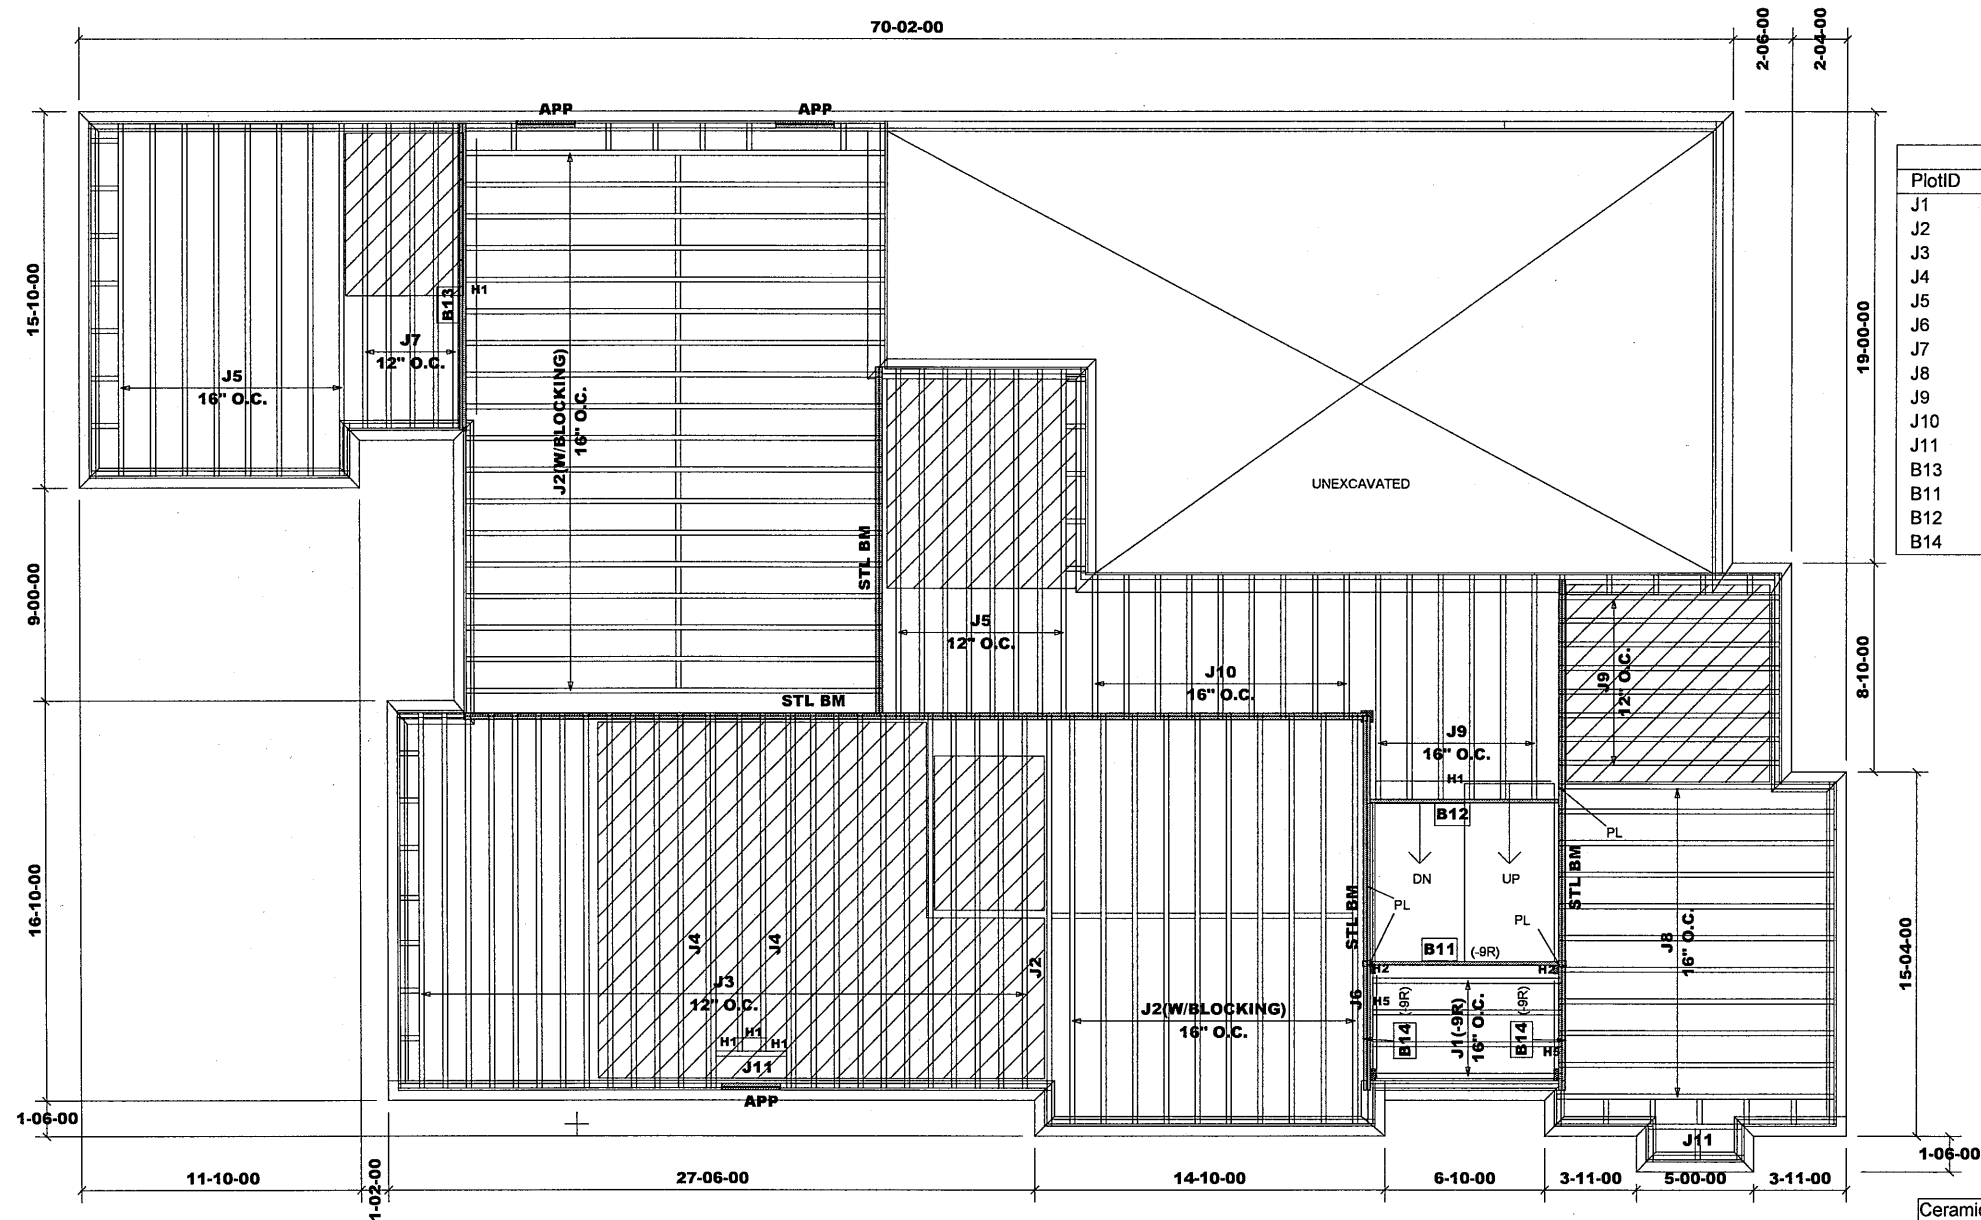 70-02-00
2-06-00
2-04-00
APP
APP
PlotID
J1
J2
J3
J4
J5
J6
J7
J8
J9
J10
J11
B13
B11
B12
B14
15-10-00
19-00-00
H1
B13
J7
12" O.C.
J5
16" O.C.
J2(W/BLOCKING)
16" O.C.
UNEXCAVATED
STL BM
9-00-00
J5
12" O.C.
J10
16" O.C.
J9
12" O.C.
8-10-00
STL BM
J9
16" O.C.
H1
B12
PL
DN
UP
STL BM
PL
STL BM
PL
B11
(-9R)
16-10-00
J4
J4
J3
12" O.C.
J2
J2(W/BLOCKING)
16" O.C.
H2
H2
J6
H5
(-9R)
B14
J10(-9R)
16" O.C.
(-9R)
B14
H5
J8
16" O.C.
15-04-00
H1
H1
H1
J11
APP
1-06-00
J11
1-06-00
11-10-00
1-02-00
27-06-00
14-10-00
6-10-00
3-11-00
5-00-00
3-11-00
Ceramic